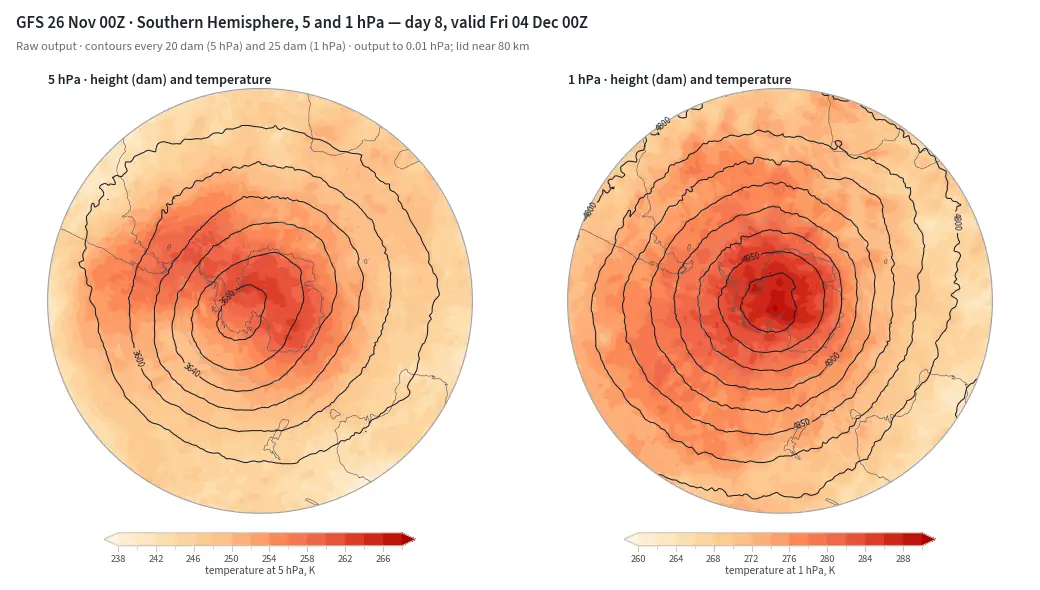 GFS 26 Nov 00Z · Southern Hemisphere, 5 and 1 hPa — day 8, valid Fri 04 Dec 00Z
Raw output · contours every 20 dam (5 hPa) and 25 dam (1 hPa) · output to 0.01 hPa; lid near 80 km
5 hPa · height (dam) and temperature
1 hPa · height (dam) and temperature
4800
4800
4800
4950
3680
3600
3640
4900
4850
238 242 246 250 254 258 262 266
temperature at 5 hPa, K
260 264 268 272 276 280 284 288
temperature at 1 hPa, K